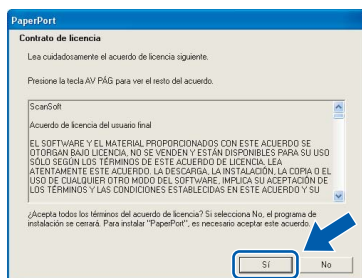 PaperPort
Contrato de licencia
Lea cuidadosamente el acuerdo de licencia siguiente.
Presione la tecla AV PÁG para ver el resto del acuerdo.
ScanSoft
Acuerdo de licencia del usuario final
EL SOFTWARE Y EL MATERIAL PROPORCIONADOS CON ESTE ACUERDO SE
OTORGAN BAJO LICENCIA, NO SE VENDEN Y ESTÁN DISPONIBLES PARA SU USO
SÓLO SEGÚN LOS TÉRMINOS DE ESTE ACUERDO DE LICENCIA. LEA
ATENTAMENTE ESTE ACUERDO. LA DESCARGA, LA INSTALACIÓN, LA COPIA O EL
USO DE CUALQUIER OTRO MODO DEL SOFTWARE, IMPLICA SU ACEPTACIÓN DE
LOS TÉRMINOS Y LAS CONDICIONES ESTABLECIDAS EN ESTE ACUERDO Y SU
¿Acepta todos los términos del acuerdo de licencia? Si selecciona No, el programa de
instalación se cerrará. Para instalar "PaperPort", es necesario aceptar este acuerdo.
Sí
No